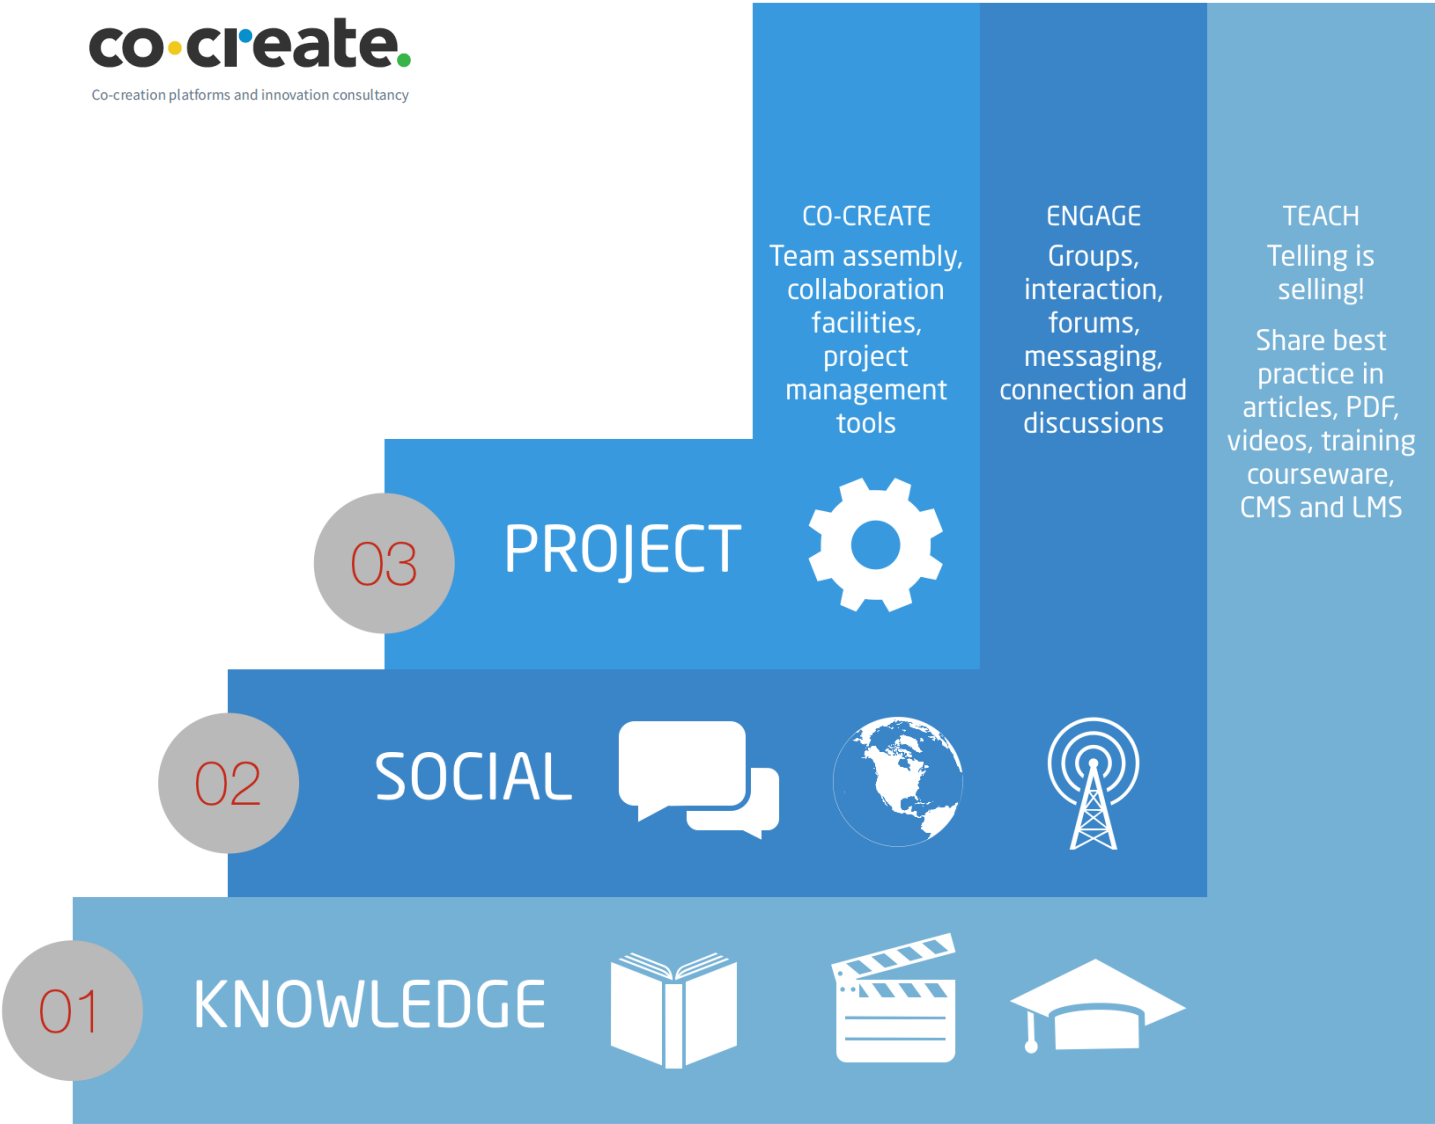 co·create.
Co-creation platforms and innovation consultancy
CO-CREATE
Team assembly,
collaboration
facilities,
project
management
tools
ENGAGE
Groups,
interaction,
forums,
messaging,
connection and
discussions
TEACH
Telling is
selling!
Share best
practice in
articles, PDF,
videos, training
courseware,
CMS and LMS
03
PROJECT
02
SOCIAL
01
KNOWLEDGE